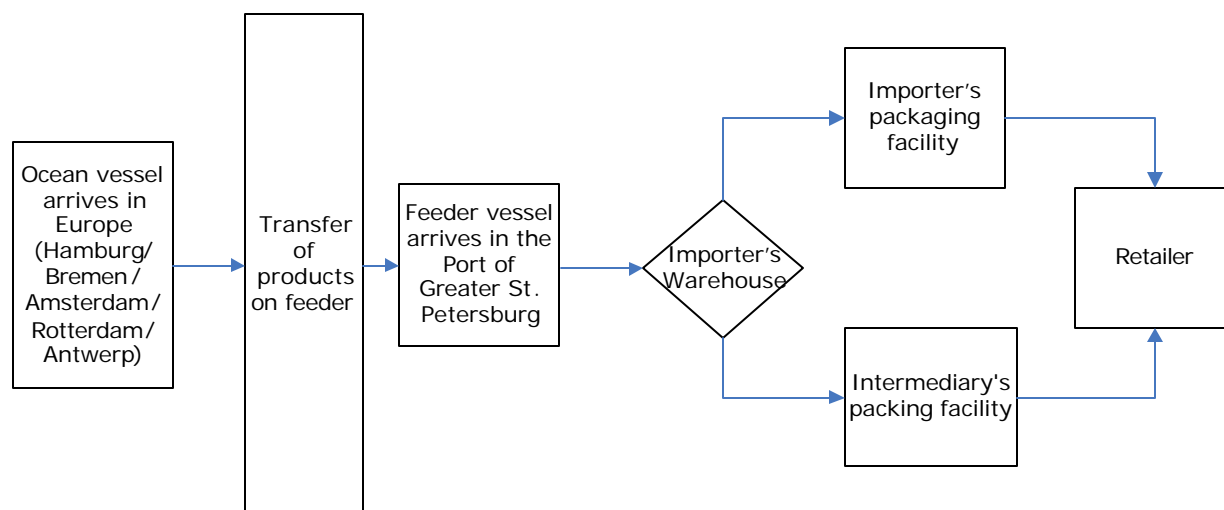 Ocean vessel
arrives in
Europe
(Hamburg/
Bremen/
Amsterdam/
Rotterdam/
Antwerp)
Transfer
of
products
on feeder
Feeder vessel
arrives in the
Port of
Greater St.
Petersburg
Importer's
Warehouse
Importer's
packaging
facility
Intermediary's
packing facility
Retailer